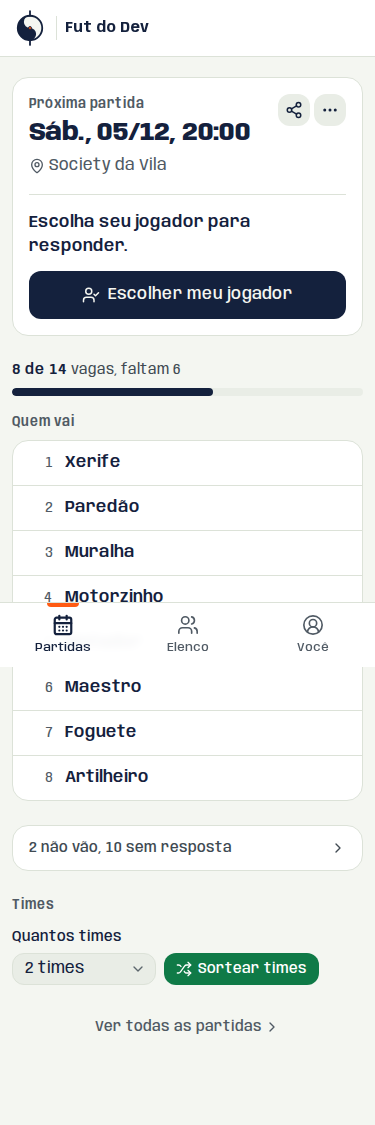 Fut do Dev
Próxima partida
Sáb., 05/12, 20:00
Society da Vila
Escolha seu jogador para
responder.
Escolher meu jogador
8 de 14 vagas, faltam 6
Quem vai
1 Xerife
2 Paredão
3 Muralha
4 Motorzinho
Partidas
Elenco
Você
6 Maestro
7 Foguete
8 Artilheiro
2 não vão, 10 sem resposta
Times
Quantos times
2 times
Sortear times
Ver todas as partidas